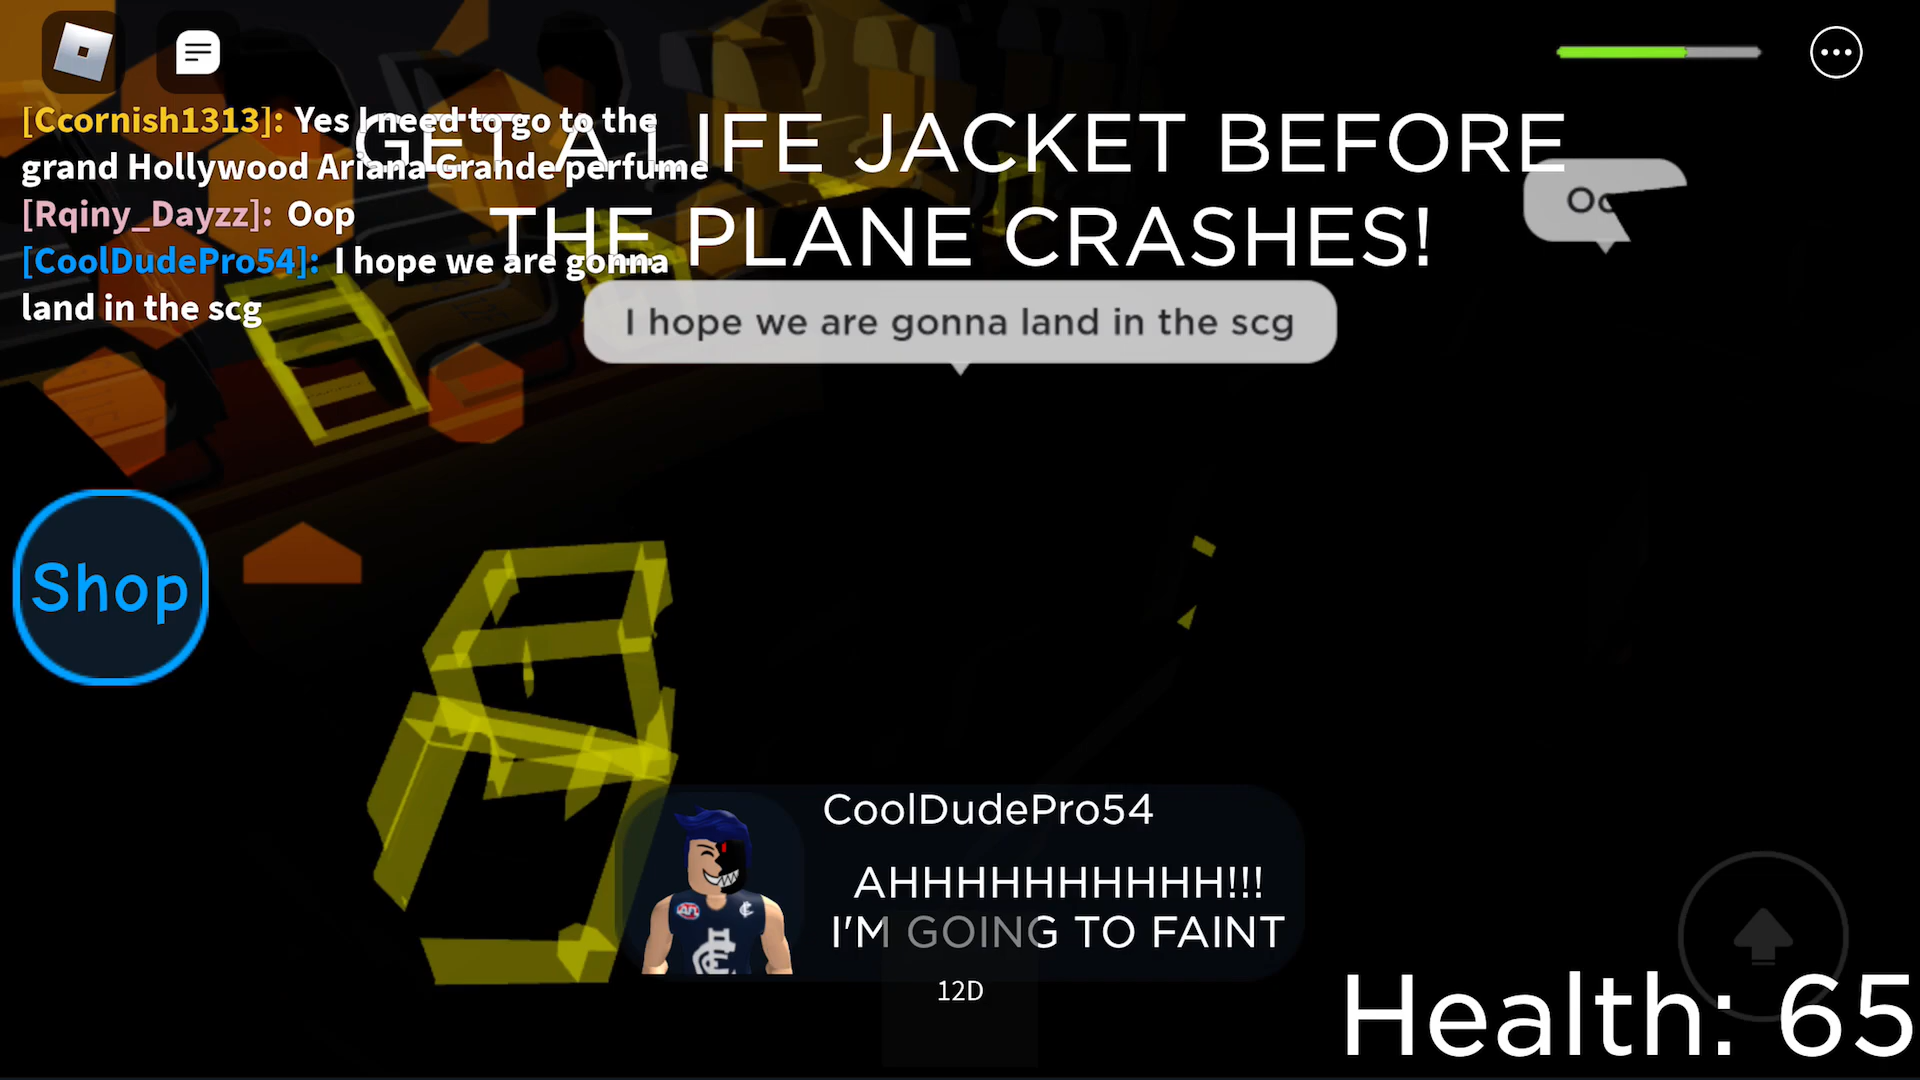 [Ccornish1313]: Yes I need to go to the
grand Hollywood Ariana Grande perfume
[Rqiny_Dayzz]: Oop
[CoolDudePro54]: I hope we are gonna
land in the scg
GET A LIFE JACKET BEFORE
THE PLANE CRASHES!
I hope we are gonna land in the scg
Shop
CoolDudePro54
AHHHHHHHHHHH!!!
I'M GOING TO FAINT
12D
Health: 65